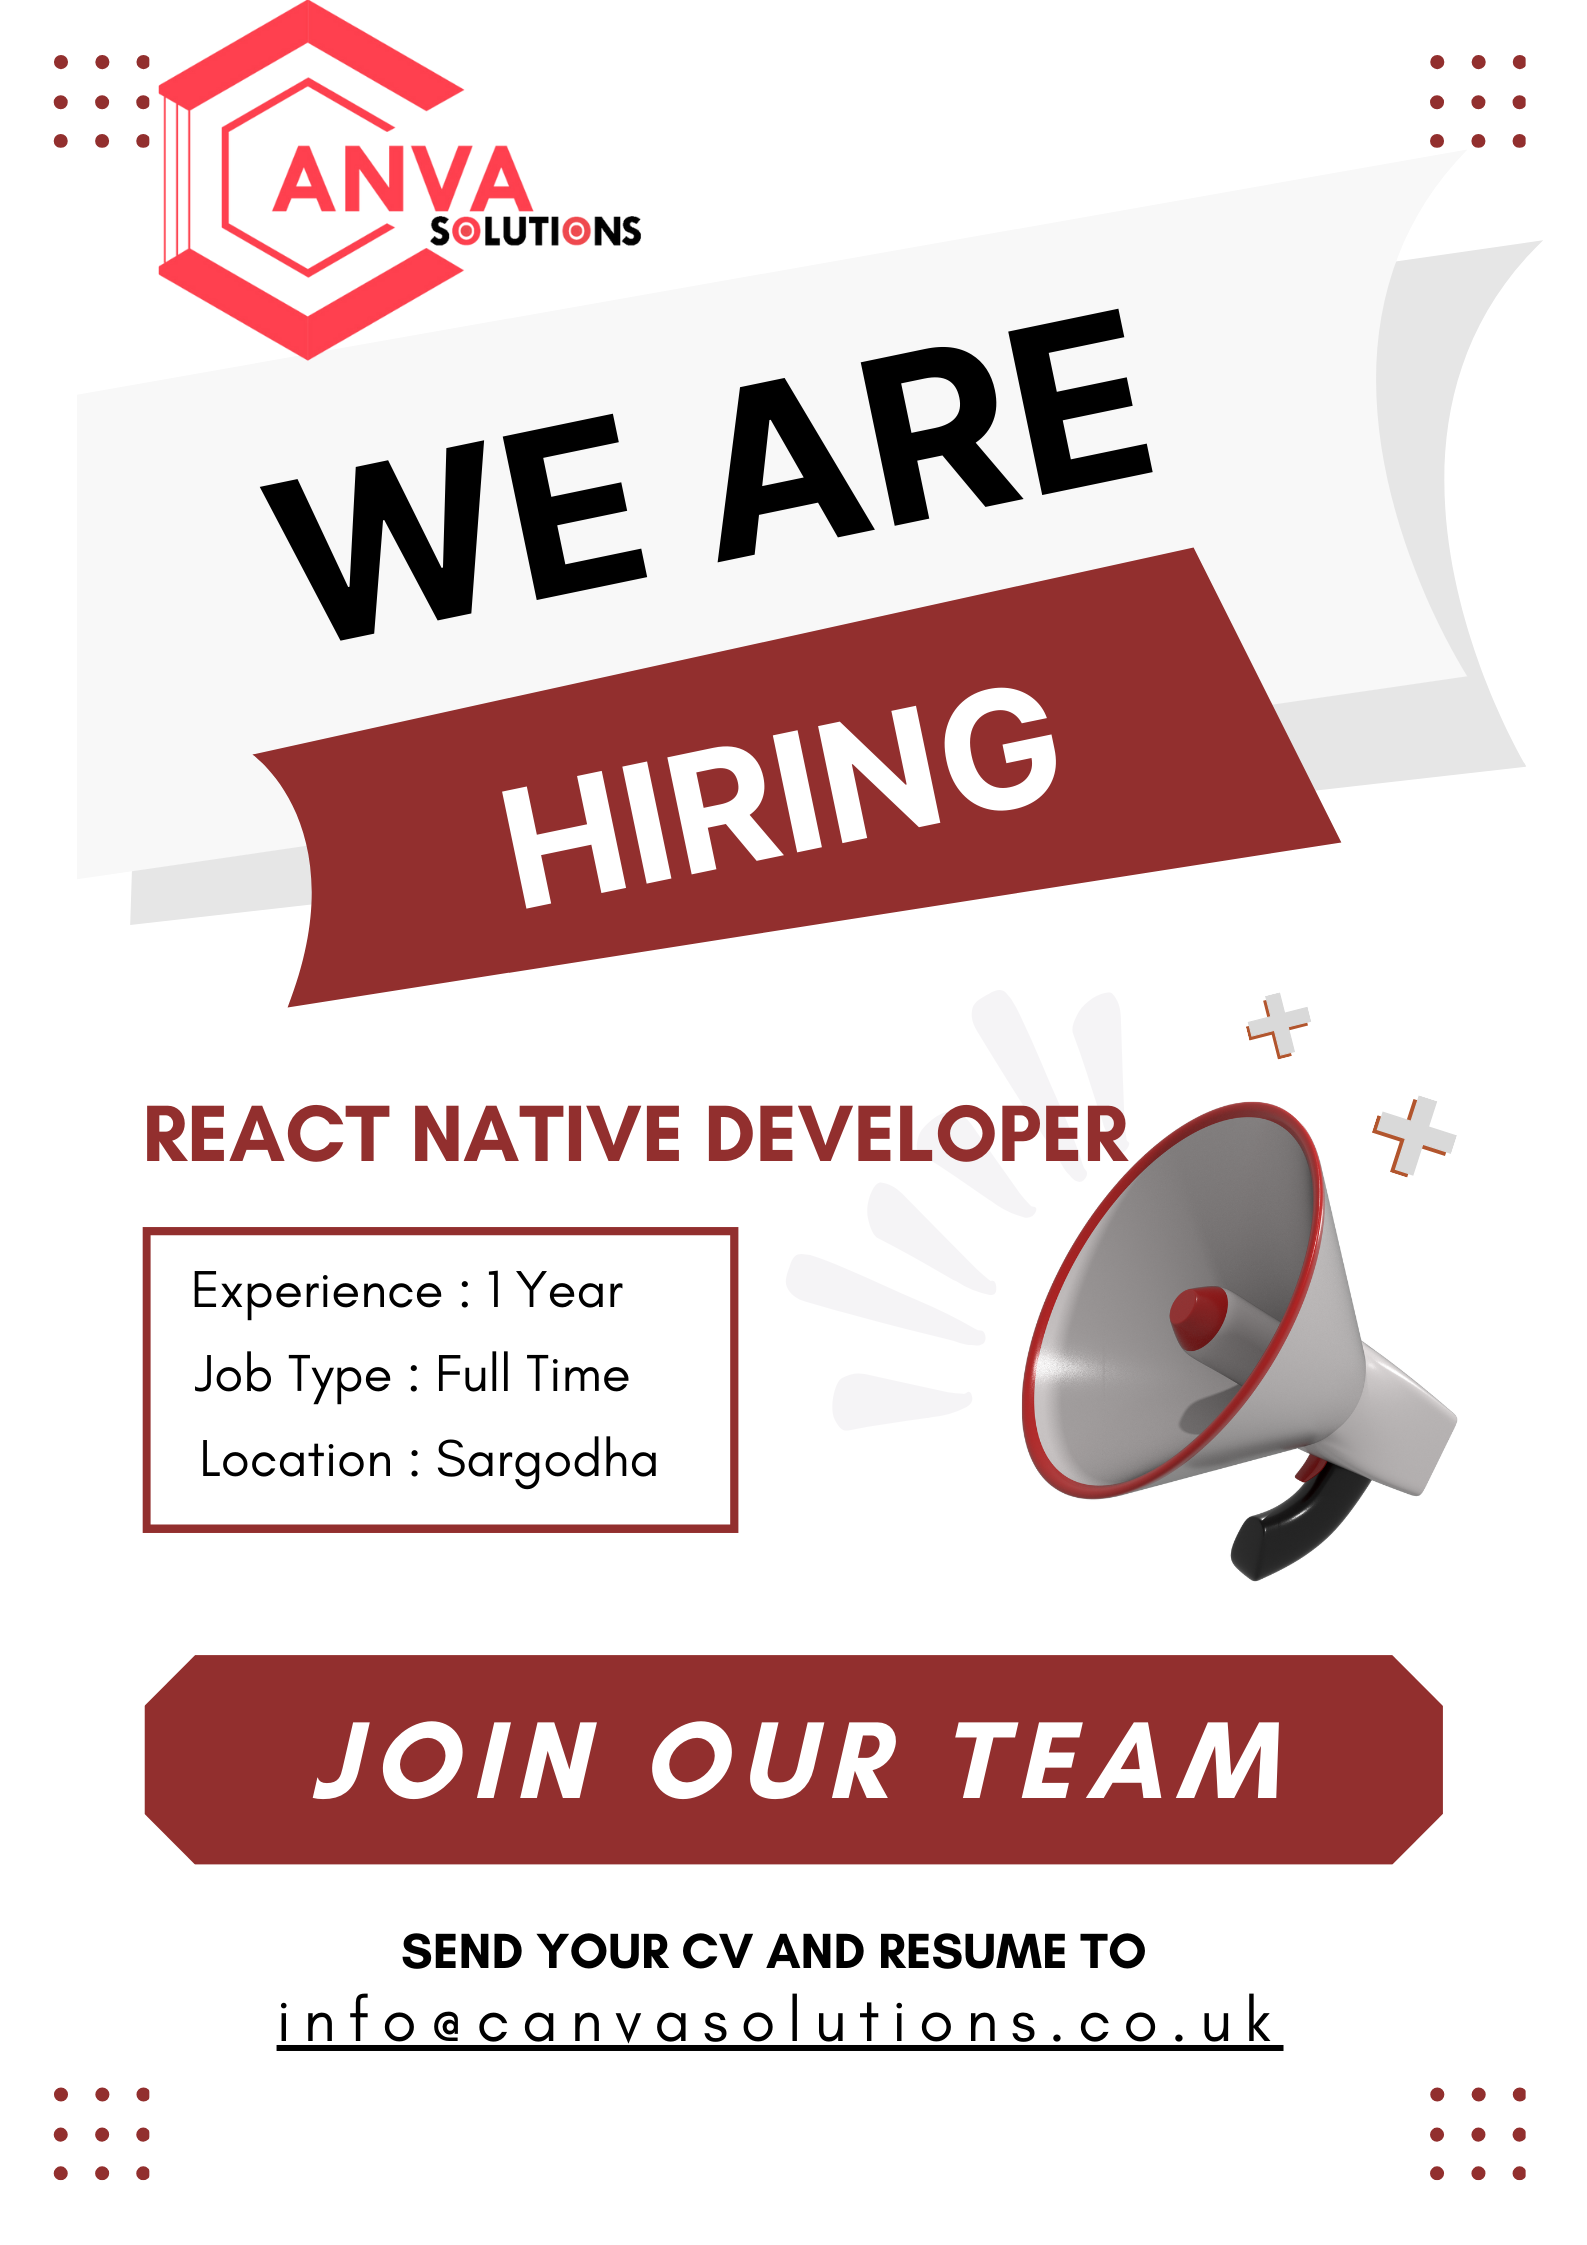 CANVA
SOLUTIONS
WE ARE
HIRING
REACT NATIVE DEVELOPER
Experience : 1 Year
Job Type : Full Time
Location : Sargodha
JOIN OUR TEAM
SEND YOUR CV AND RESUME TO
info@canvasolutions.co.uk